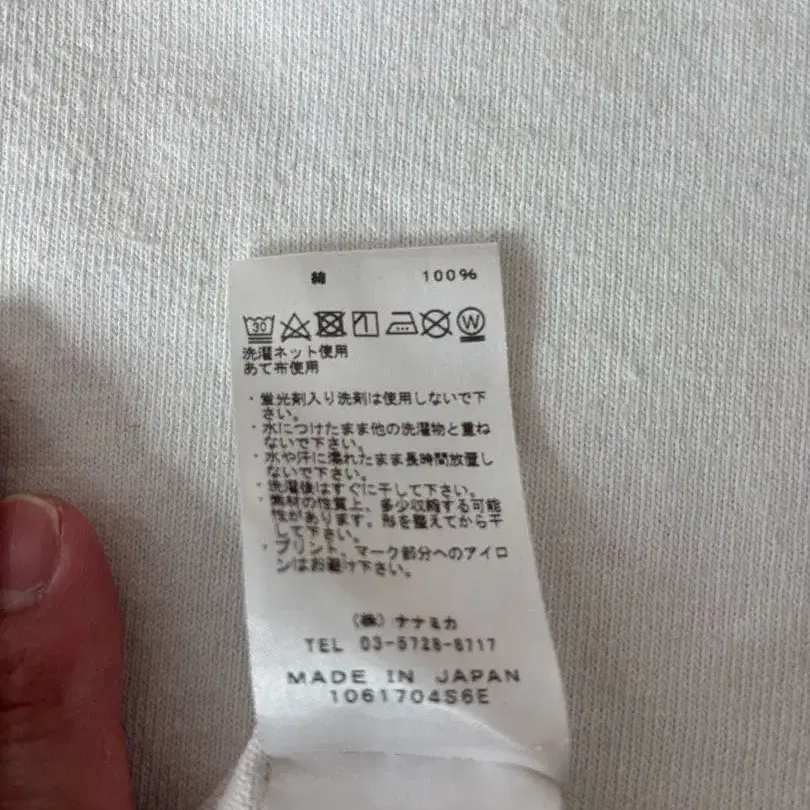 綿 100%
30 W
洗濯ネット使用
あて布使用
・蛍光剤入り洗剤は使用しないで下
さい。
・水につけたまま他の洗濯物と重ね
ないで下さい。
・水や汗に濡れたまま長時間放置し
ないで下さい。
・洗濯後はすぐに干して下さい。
・素材の性質上、多少収縮する可能
性があります。形を整えてから干
して下さい。
・プリント、マーク部分へのアイロ
ンはお避け下さい。
(株) ナナミカ
TEL 03-5728-6117
MADE IN JAPAN
1061704S6E